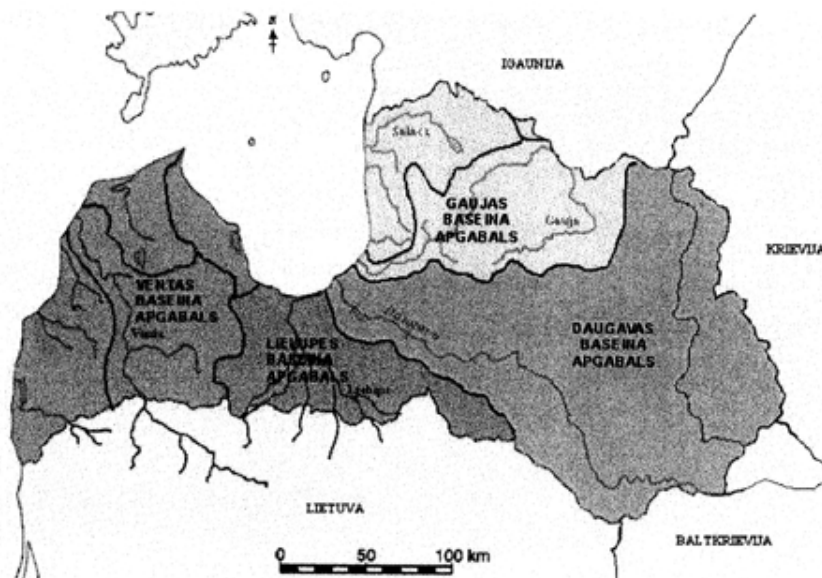 N
IGAUNIJA
Salaca
GAUJAS
BASEINA
APGABALS
Gauja
KRIEVIJA
VENTAS
BASEINA
APGABALS
Venta
Daugava
DAUGAVAS
BASEINA
APGABALS
LIELUPES
BASEINA
APGABALS
Lielupe
LIETUVA
BALTKRIEVIJA
0 50 100 km